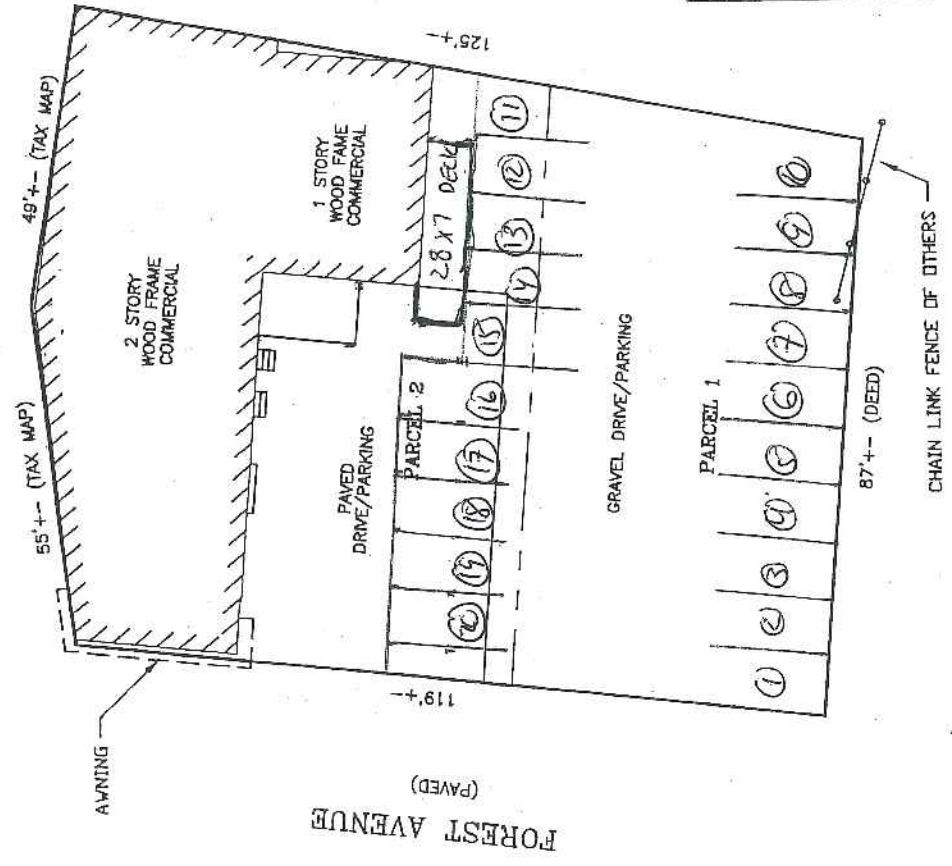 49'+- (TAX MAP)
55'+- (TAX MAP)
125'+-
2 STORY
WOOD FRAME
COMMERCIAL
1 STORY
WOOD FAME
COMMERCIAL
28 X 7 DECK
11
12
13
14
15
16
17
18
19
20
PAVED
DRIVE/PARKING
PARCEL 2
GRAVEL DRIVE/PARKING
PARCEL 1
1
2
3
4
5
6
7
8
9
10
87'+- (DEED)
CHAIN LINK FENCE OF OTHERS
119'+-
AWNING
(PAVED)
FOREST AVENUE